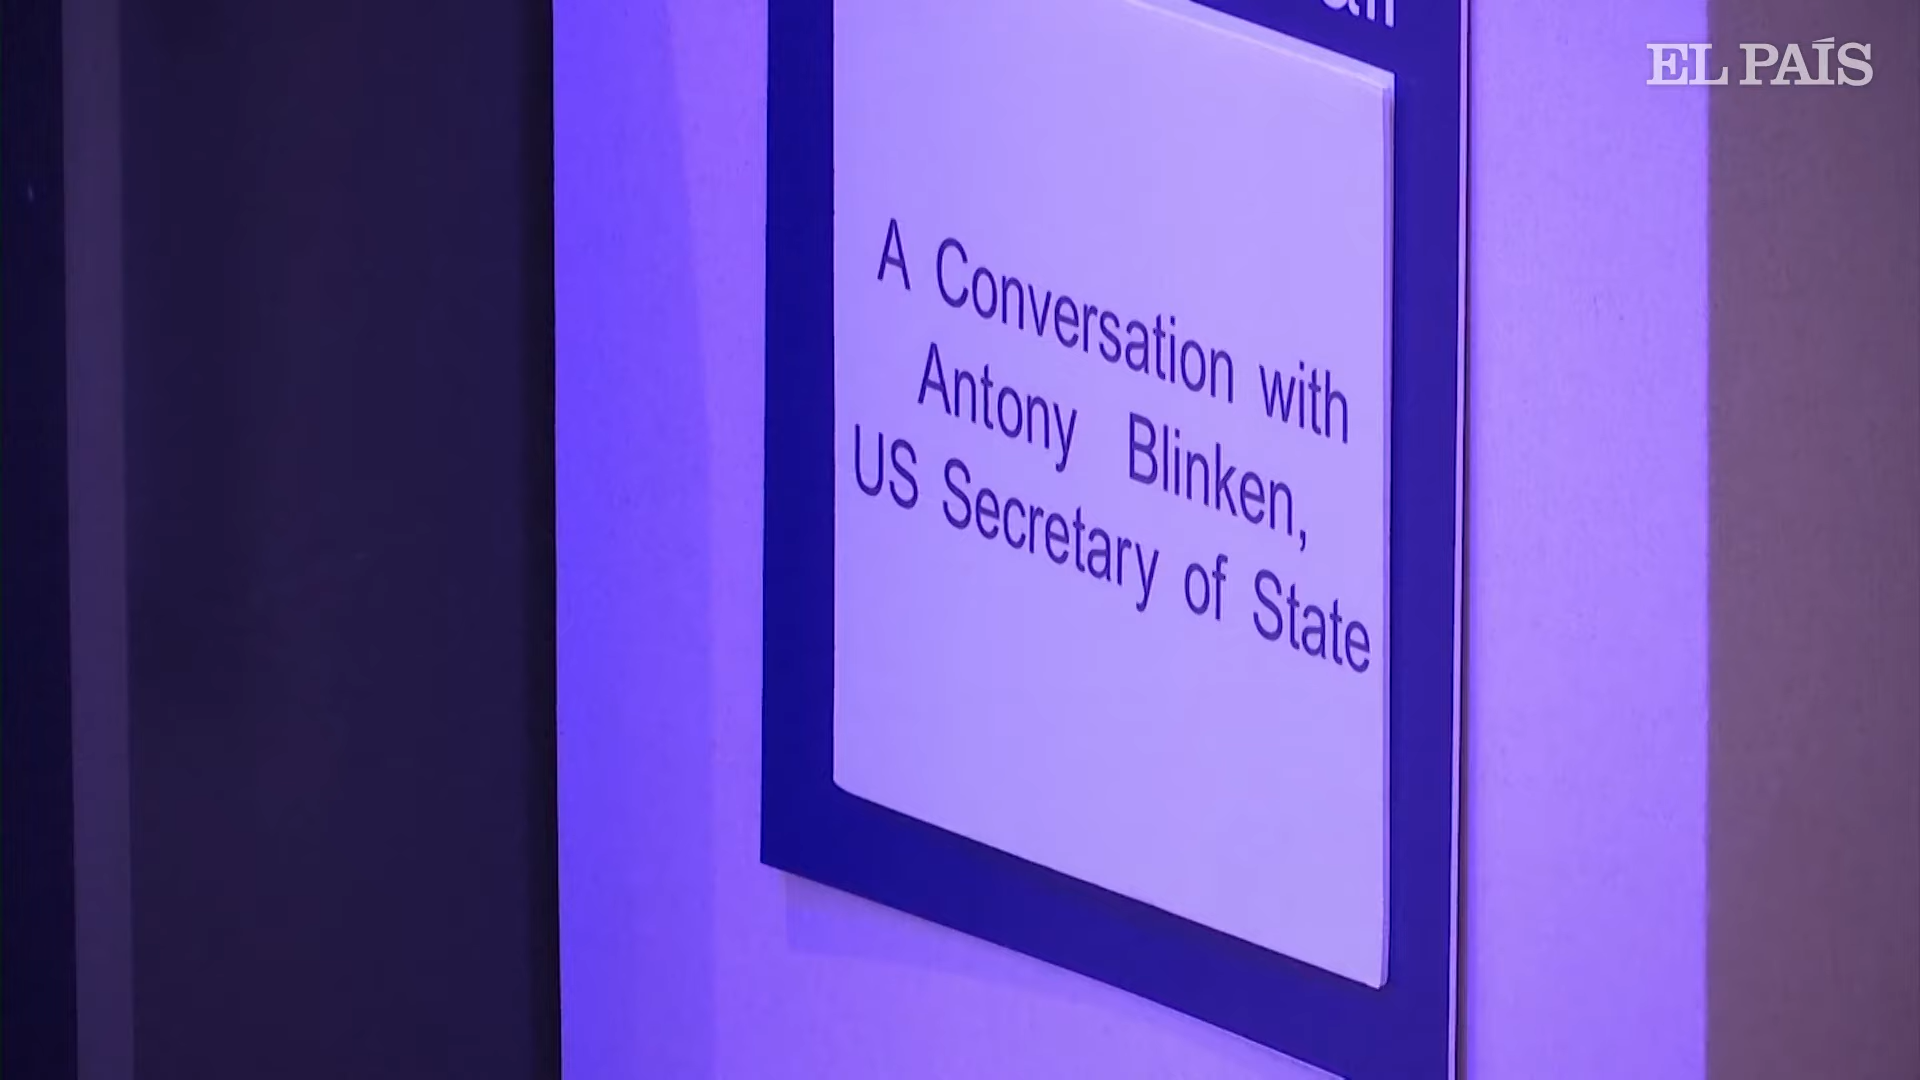 EL PAÍS
A Conversation with
Antony Blinken,
US Secretary of State